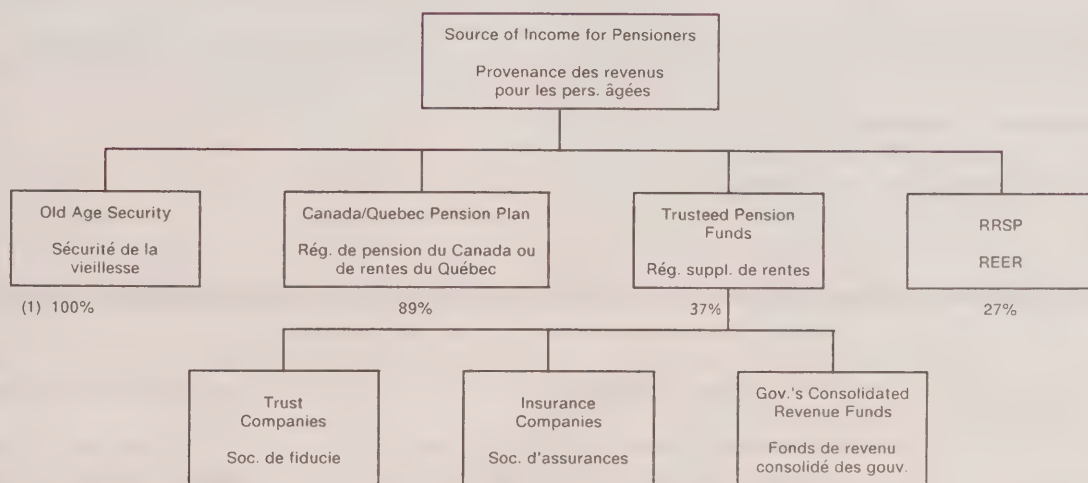 Source of Income for Pensioners
Provenance des revenus
pour les pers. âgées
Old Age Security
Sécurité de la
vieillesse
(1) 100%
Canada/Quebec Pension Plan
Rég. de pension du Canada ou
de rentes du Québec
89%
Trusteed Pension
Funds
Rég. suppl. de rentes
37%
RRSP
REER
27%
Trust
Companies
Soc. de fiducie
Insurance
Companies
Soc. d'assurances
Gov.'s Consolidated
Revenue Funds
Fonds de revenu
consolidé des gouv.